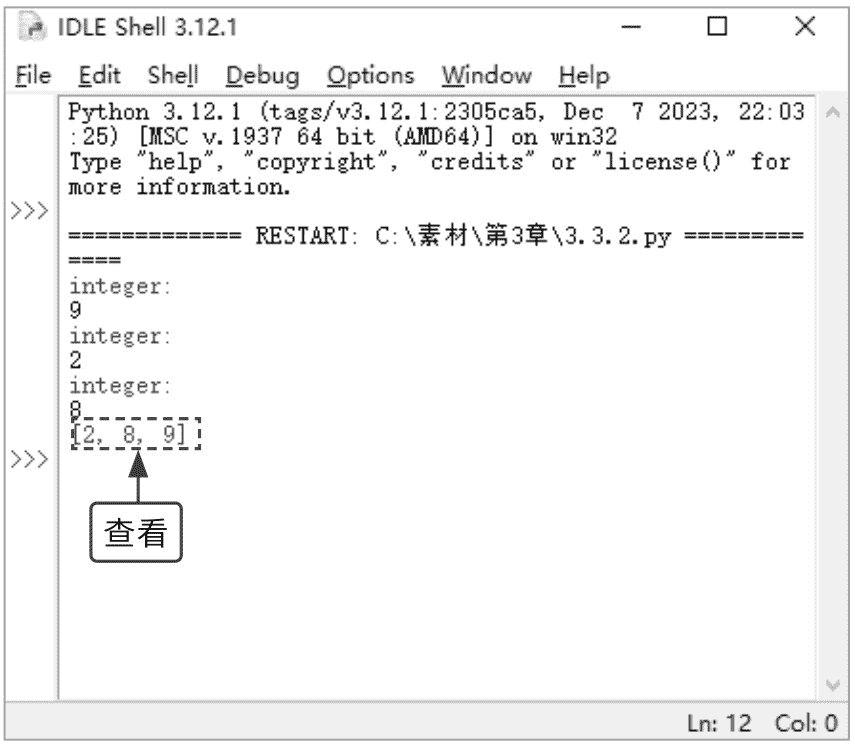 IDLE Shell 3.12.1
File Edit Shell Debug Options Window Help
Python 3.12.1 (tags/v3.12.1:2305ca5, Dec  7 2023, 22:03
:25) [MSC v.1937 64 bit (AMD64)] on win32
Type "help", "copyright", "credits" or "license()" for
more information.
>>>
============= RESTART: C:\素材\第3章\3.3.2.py =========
====
integer:
9
integer:
2
integer:
8
[2, 8, 9]
>>>
查看
Ln: 12 Col: 0